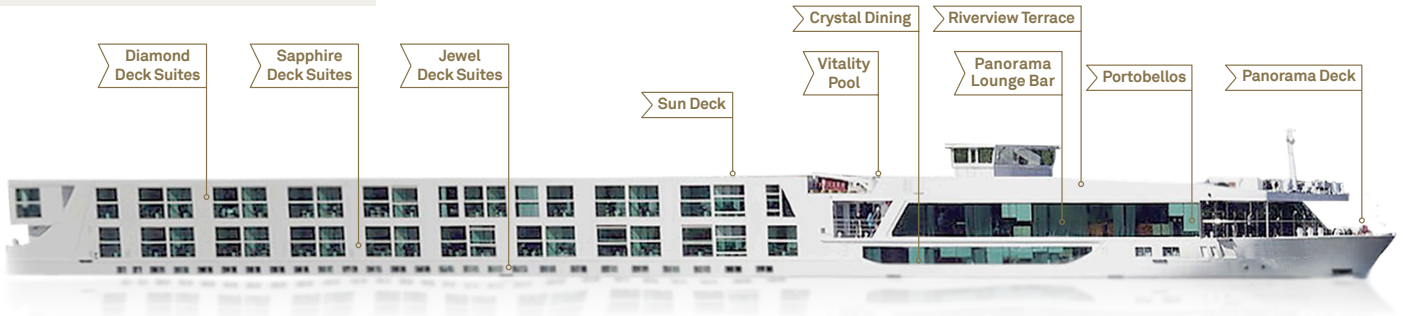 Diamond
Deck Suites
Sapphire
Deck Suites
Jewel
Deck Suites
Sun Deck
Crystal Dining
Vitality
Pool
Riverview Terrace
Panorama
Lounge Bar
Portobellos
Panorama Deck